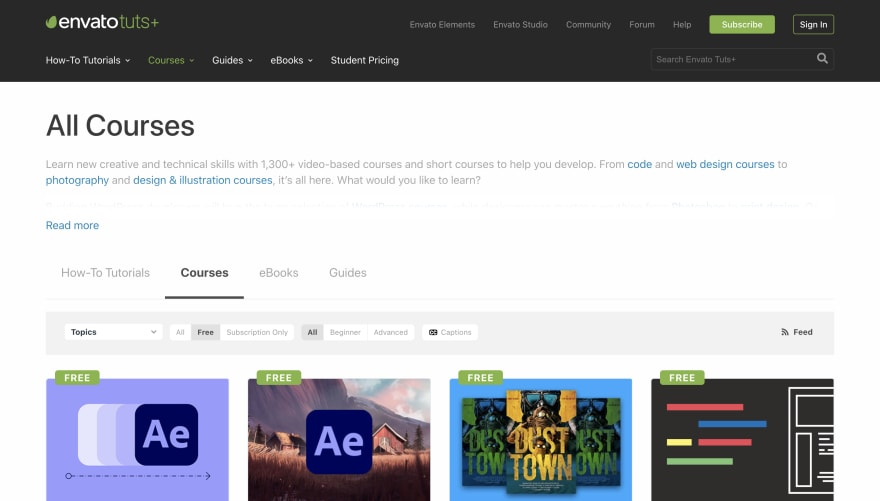 envatotuts+
Envato Elements Envato Studio Community Forum Help Subscribe Sign In
How-To Tutorials Courses Guides eBooks Student Pricing
Search Envato Tuts+
All Courses
Learn new creative and technical skills with 1,300+ video-based courses and short courses to help you develop. From code and web design courses to
photography and design & illustration courses, it's all here. What would you like to learn?
Read more
How-To Tutorials Courses eBooks Guides
Topics All Free Subscription Only All Beginner Advanced CC Captions Feed
FREE FREE FREE FREE
Ae
Ae
DUST
TOWN